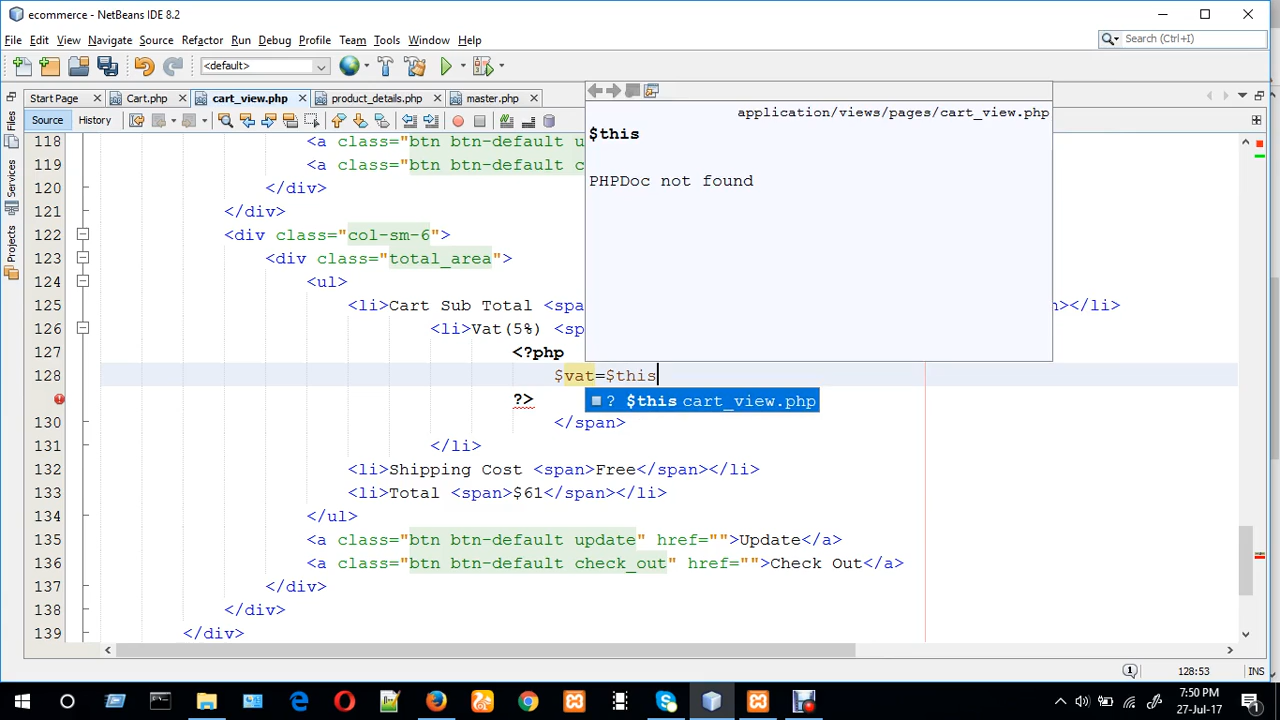 ecommerce - NetBeans IDE 8.2
File Edit View Navigate Source Refactor Run Debug Profile Team Tools Window Help
Search (Ctrl+I)
<default>
Start Page Cart.php cart_view.php product_details.php master.php
Source History
Files
Services
Projects
application/views/pages/cart_view.php
$this
PHPDoc not found
118 <a class="btn btn-default u
119 <a class="btn btn-default c
120 </div>
121 </div>
122 <div class="col-sm-6">
123 <div class="total_area">
124 <ul>
125 <li>Cart Sub Total <spa n></li>
126 <li>Vat(5%) <sp
127 <?php
128 $vat=$this
? $this cart_view.php
?>
130 </span>
131 </li>
132 <li>Shipping Cost <span>Free</span></li>
133 <li>Total <span>$61</span></li>
134 </ul>
135 <a class="btn btn-default update" href="">Update</a>
136 <a class="btn btn-default check_out" href="">Check Out</a>
137 </div>
138 </div>
139 </div>
128:53 INS
7:50 PM
27-Jul-17